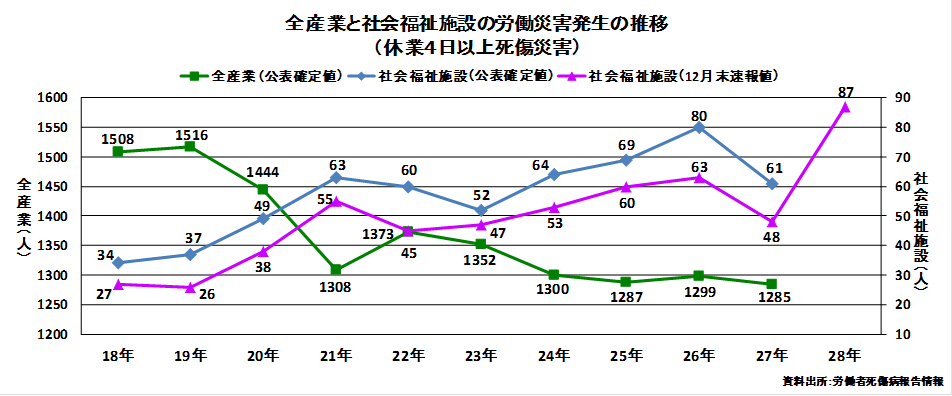 全産業と社会福祉施設の労働災害発生の推移
（休業4日以上死傷災害）
全産業（公表確定値） 社会福祉施設（公表確定値） 社会福祉施設（12月末速報値）
全産業（人）
1600
1550
1500
1450
1400
1350
1300
1250
1200
1508 1516 1444 1308 1373 1352 1300 1287 1299 1285
34 37 49 63 60 52 64 69 80 61
27 26 38 55 45 47 53 60 63 48 87
90
80
70
60
50
40
30
20
10
社会福祉施設（人）
18年 19年 20年 21年 22年 23年 24年 25年 26年 27年 28年
資料出所：労働者死傷病報告情報